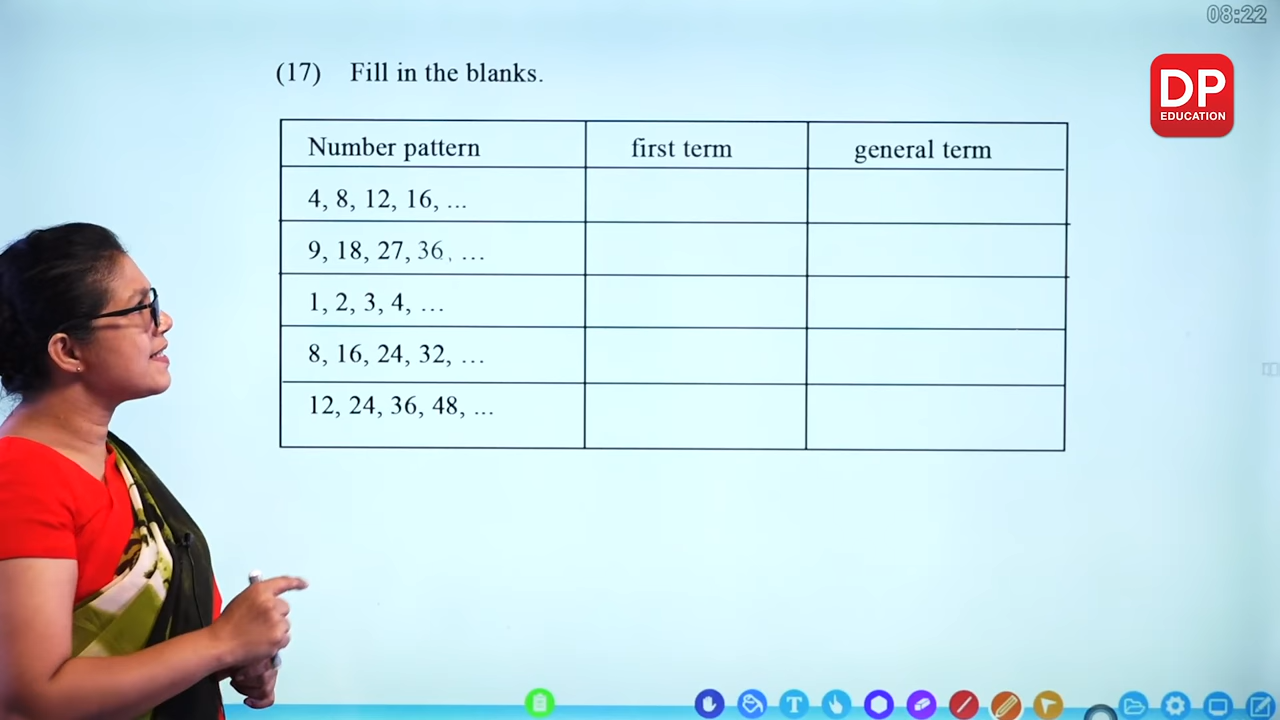 08:22
(17) Fill in the blanks.
DP
EDUCATION
Number pattern first term general term
4, 8, 12, 16, ...
9, 18, 27, 36, ...
1, 2, 3, 4, ...
8, 16, 24, 32, ...
12, 24, 36, 48, ...
T